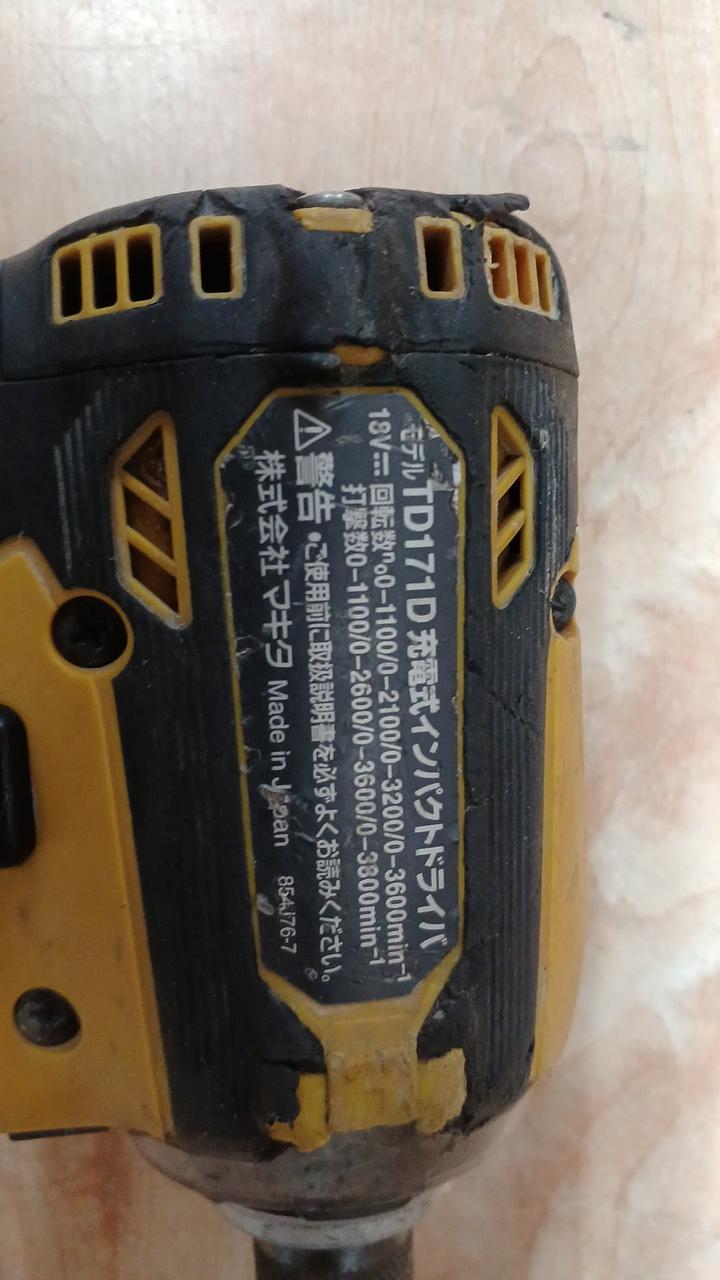 モデル TD171D 充電式インパクトドライバ
18V⎓ 回転数n₀0-1100/0-2100/0-3200/0-3600min⁻¹
打撃数0-1100/0-2600/0-3600/0-3800min⁻¹
⚠警告 •ご使用前に取扱説明書を必ずよくお読みください。
株式会社マキタ Made in Japan 854J76-7